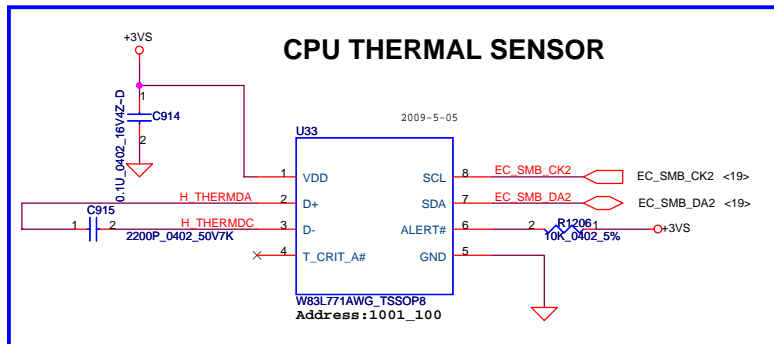 CPU THERMAL SENSOR
+3VS
2009-5-05
1
C914
0.1U_0402_16V4Z~D
2
U33
1 VDD
SCL 8 EC_SMB_CK2 EC_SMB_CK2 <19>
H_THERMDA 2 D+
SDA 7 EC_SMB_DA2 EC_SMB_DA2 <19>
C915
1 2 H_THERMDC 3 D-
2200P_0402_50V7K
ALERT# 6 2 R1206 1 +3VS
10K_0402_5%
4 T_CRIT_A#
GND 5
W83L771AWG_TSSOP8
Address:1001_100